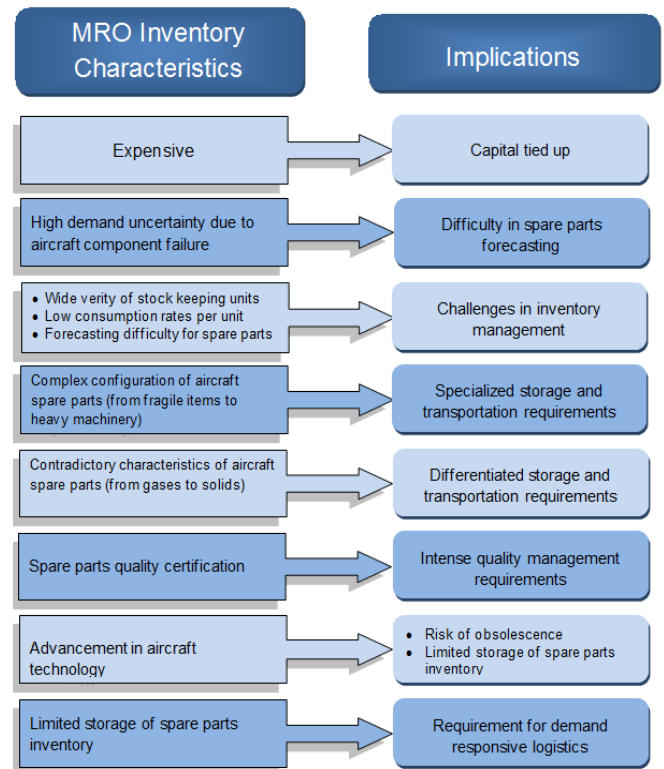 MRO Inventory
Characteristics
Implications
Expensive
Capital tied up
High demand uncertainty due to
aircraft component failure
Difficulty in spare parts
forecasting
• Wide verity of stock keeping units
• Low consumption rates per unit
• Forecasting difficulty for spare parts
Challenges in inventory
management
Complex configuration of aircraft
spare parts (from fragile items to
heavy machinery)
Specialized storage and
transportation requirements
Contradictory characteristics of aircraft
spare parts (from gases to solids)
Differentiated storage and
transportation requirements
Spare parts quality certification
Intense quality management
requirements
Advancement in aircraft
technology
• Risk of obsolescence
• Limited storage of spare parts
inventory
Limited storage of spare parts
inventory
Requirement for demand
responsive logistics